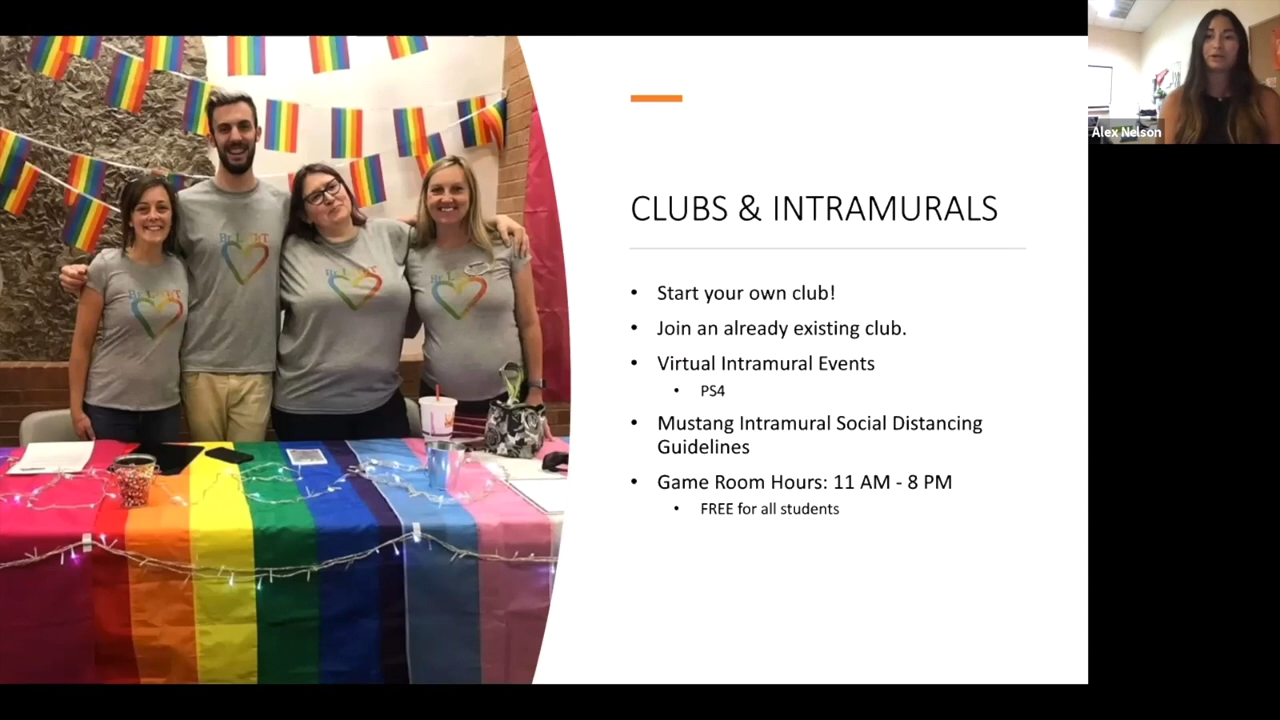 Alex Nelson
CLUBS & INTRAMURALS
• Start your own club!
• Join an already existing club.
• Virtual Intramural Events
• PS4
• Mustang Intramural Social Distancing
Guidelines
• Game Room Hours: 11 AM - 8 PM
• FREE for all students